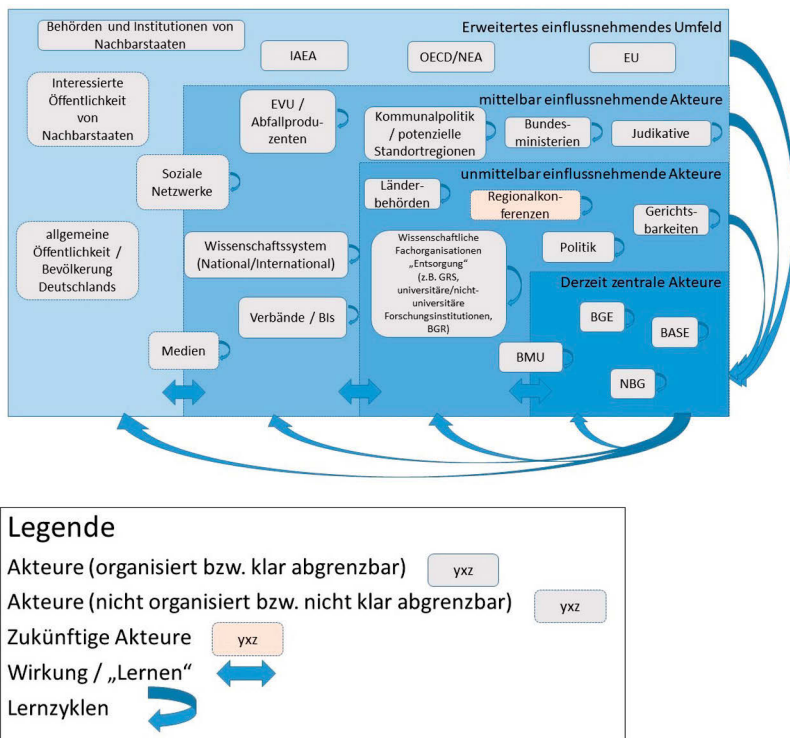 Erweitertes einflussnehmendes Umfeld
Behörden und Institutionen von
Nachbarstaaten
IAEA
OECD/NEA
EU
Interessierte
Öffentlichkeit
von
Nachbarstaaten
mittelbar einflussnehmende Akteure
EVU /
Abfallprodu-
zenten
Kommunalpolitik
/ potenzielle
Standortregionen
Bundes-
ministerien
Judikative
Soziale
Netzwerke
unmittelbar einflussnehmende Akteure
Länder-
behörden
Regionalkon-
ferenzen
Gerichts-
barkeiten
allgemeine
Öffentlichkeit /
Bevölkerung
Deutschlands
Wissenschaftssystem
(National/International)
Wissenschaftliche
Fachorganisationen
„Entsorgung“
(z.B. GRS,
universitäre/nicht-
universitäre
Forschungsinstitutionen,
BGR)
Politik
Derzeit zentrale Akteure
Verbände / BIs
BGE
BASE
Medien
BMU
NBG
Legende
Akteure (organisiert bzw. klar abgrenzbar) yxz
Akteure (nicht organisiert bzw. nicht klar abgrenzbar) yxz
Zukünftige Akteure yxz
Wirkung / „Lernen“
Lernzyklen